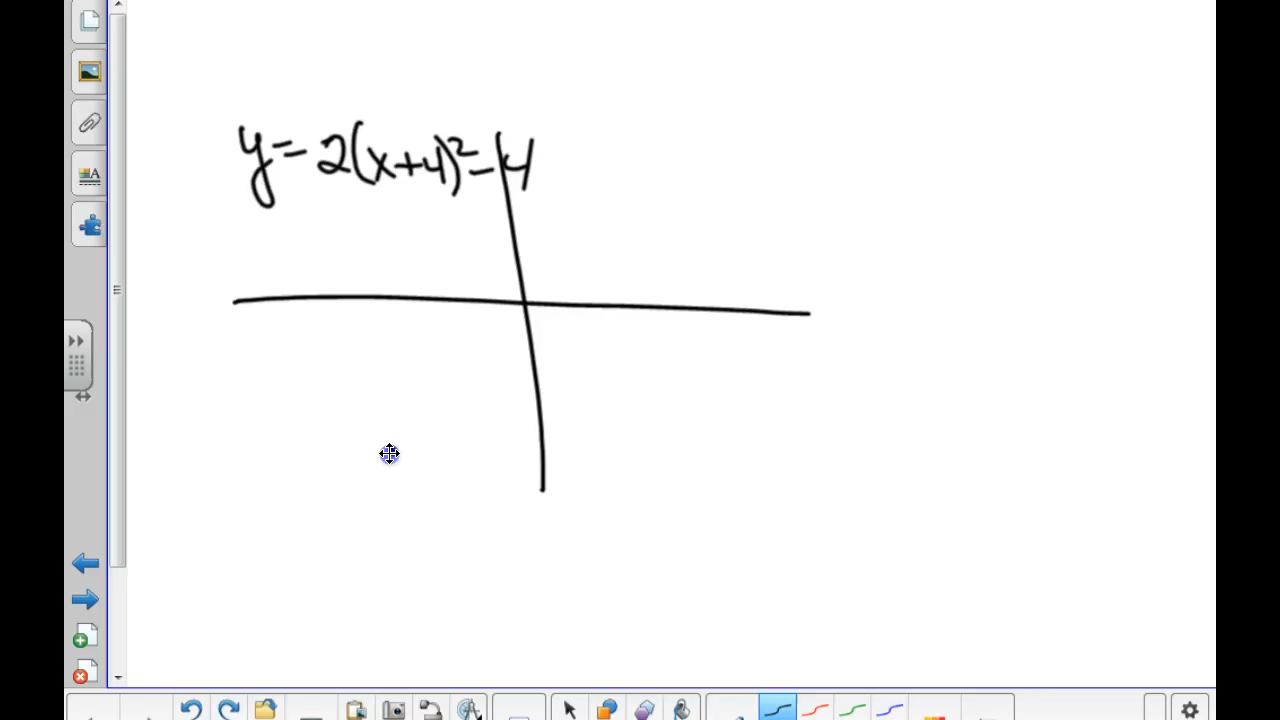 y = 2(x+4)² - 4